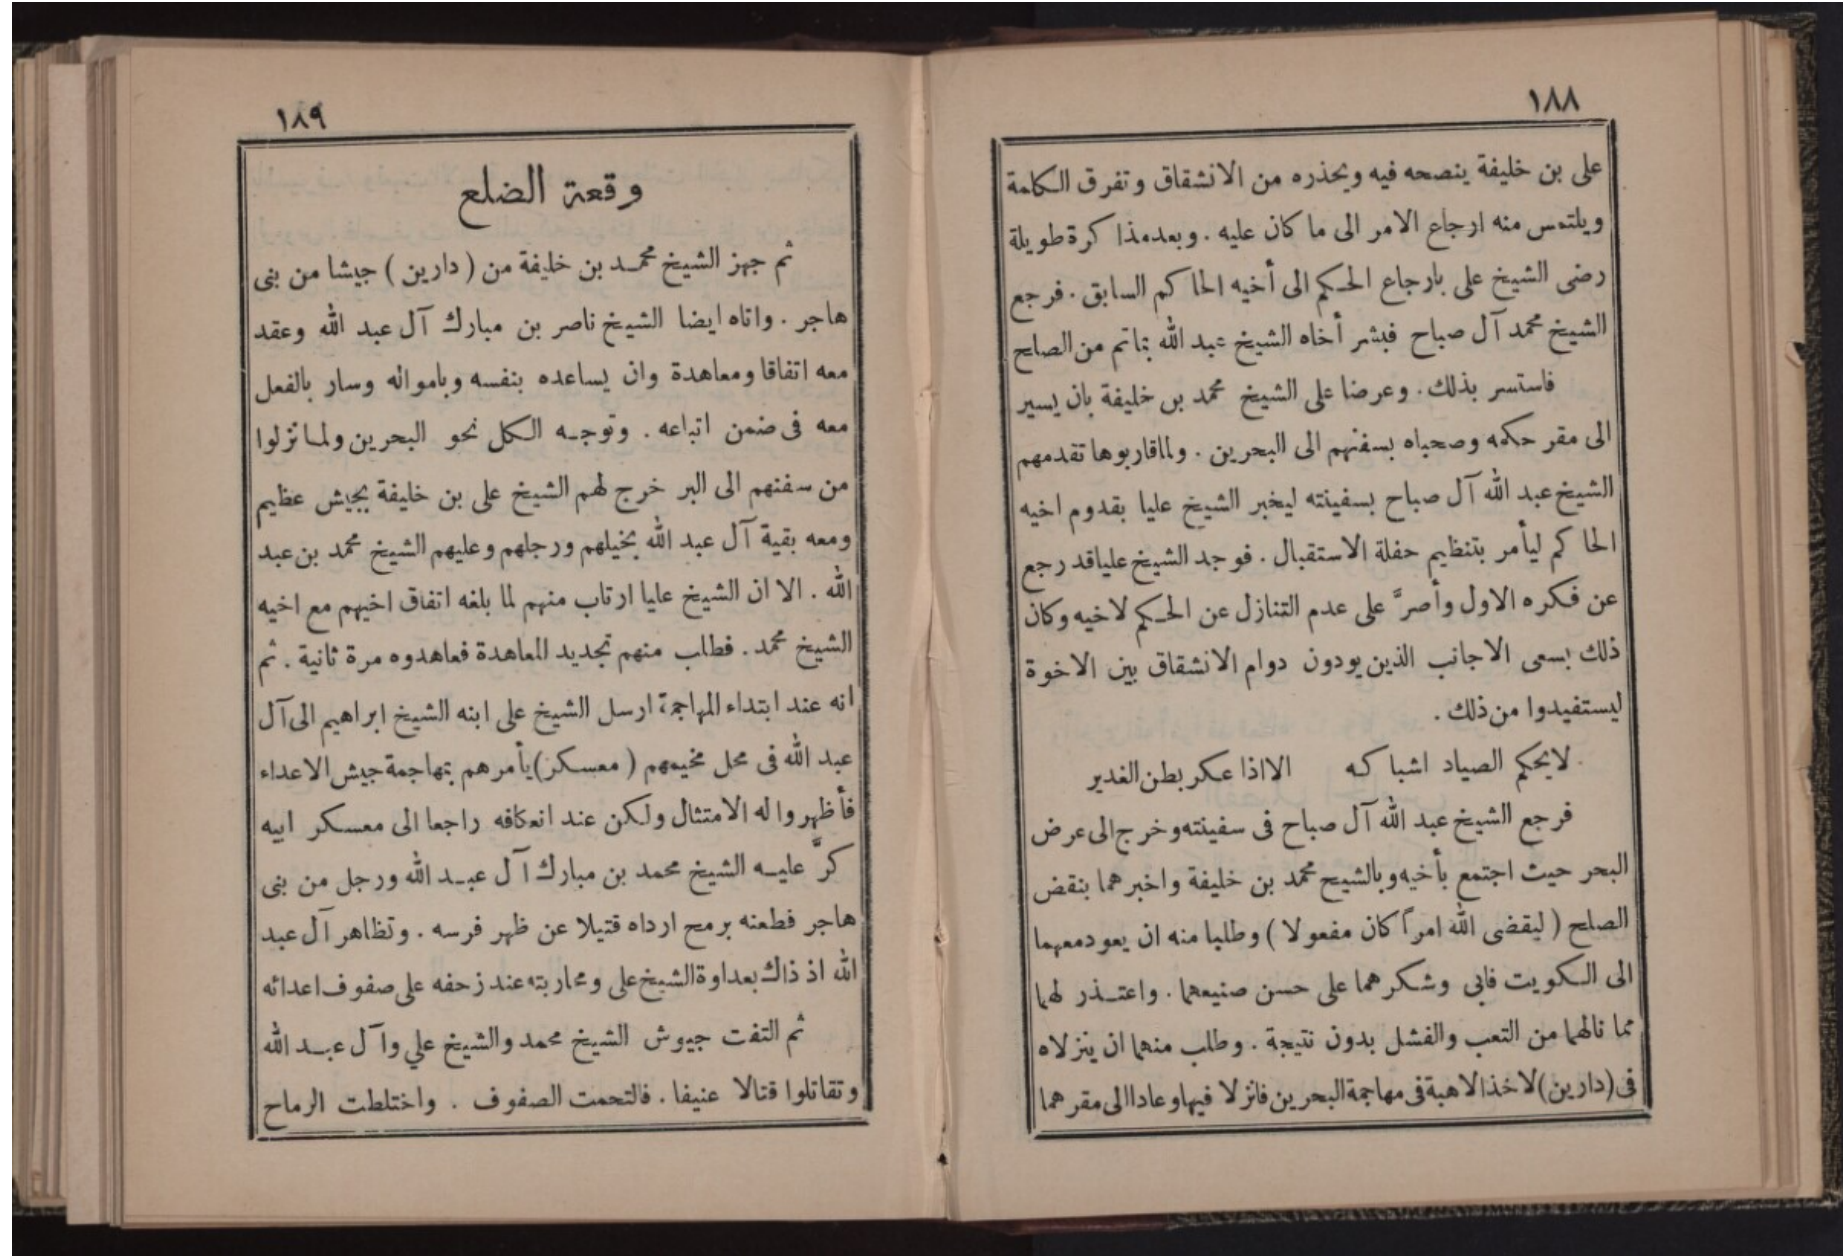 ١٨٨
على بن خليفة ينصحه فيه ويحذره من الانشقاق وتفرق الكلمة
ويلتمس منه ارجاع الامر الى ما كان عليه . وبعد مذاكرة طويلة
رضى الشيخ على بارجاع الحكم الى أخيه الحاكم السابق . فرجع
الشيخ محمد آل صباح فبشر أخاه الشيخ عبد الله بما تم من الصلح
فاستسر بذلك . وعرضا على الشيخ محمد بن خليفة بان يسير
الى مقر حكمه وصحباه بسفنهم الى البحرين . ولما قاربوها تقدمهم
الشيخ عبد الله آل صباح بسفينته ليخبر الشيخ عليا بقدوم اخيه
الحاكم ليأمر بتنظيم حفلة الاستقبال . فوجد الشيخ عليا قد رجع
عن فكره الاول وأصرَّ على عدم التنازل عن الحكم لاخيه وكان
ذلك بسعى الاجانب الذين يودون دوام الانشقاق بين الاخوة
ليستفيدوا من ذلك .
لا يحكم الصياد اشباكه الا اذا عكر بطن الغدير
فرجع الشيخ عبد الله آل صباح فى سفينته وخرج الى عرض
البحر حيث اجتمع بأخيه وبالشيخ محمد بن خليفة واخبرهما بنقض
الصلح ( ليقضى الله امراً كان مفعولا ) وطلبا منه ان يعود معهما
الى الكويت فابى وشكرهما على حسن صنيعهما . واعتذر لهما
مما نالهما من التعب والفشل بدون نتيجة . وطلب منهما ان ينزلاه
فى (دارين) لاخذ الاهبة فى مهاجمة البحرين فانزلا فيها وعادا الى مقرهما
١٨٩
وقعة الضلع
ثم جهز الشيخ محمد بن خليفة من ( دارين ) جيشا من بنى
هاجر . واتاه ايضا الشيخ ناصر بن مبارك آل عبد الله وعقد
معه اتفاقا ومعاهدة وان يساعده بنفسه وبامواله وسار بالفعل
معه فى ضمن اتباعه . وتوجه الكل نحو البحرين ولما نزلوا
من سفنهم الى البر خرج لهم الشيخ على بن خليفة بجيش عظيم
ومعه بقية آل عبد الله بخيلهم ورجلهم وعليهم الشيخ محمد بن عبد
الله . الا ان الشيخ عليا ارتاب منهم لما بلغه اتفاق اخيهم مع اخيه
الشيخ محمد . فطلب منهم تجديد المعاهدة فعاهدوه مرة ثانية . ثم
انه عند ابتداء المهاجمة ارسل الشيخ على ابنه الشيخ ابراهيم الى آل
عبد الله فى محل مخيمهم ( معسكر ) يأمرهم بمهاجمة جيش الاعداء
فأظهروا له الامتثال ولكن عند انعكافه راجعا الى معسكر ابيه
كرَّ عليه الشيخ محمد بن مبارك آل عبد الله ورجل من بنى
هاجر فطعنه برمح ارداه قتيلا عن ظهر فرسه . وتظاهر آل عبد
الله اذ ذاك بعداوة الشيخ على ومحاربته عند زحفه على صفوف اعدائه
ثم التفت جيوش الشيخ محمد والشيخ علي وآل عبد الله
وتقاتلوا قتالا عنيفا . فالتحمت الصفوف . واختلطت الرماح